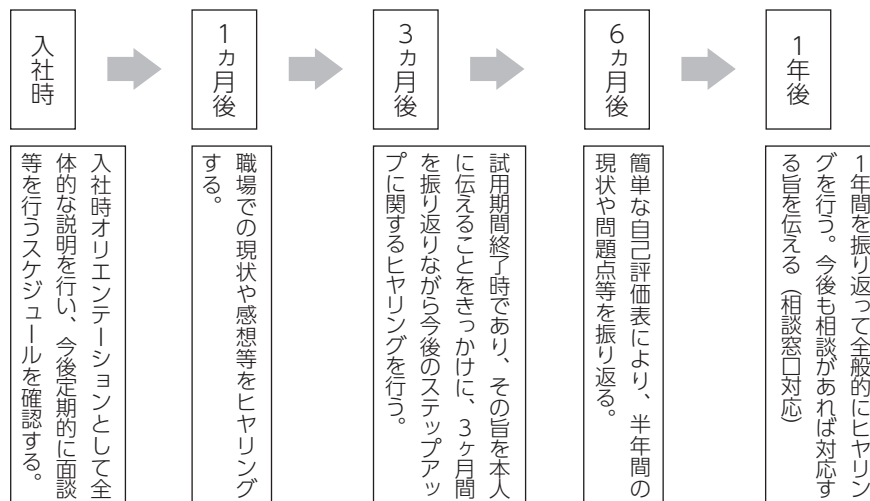 入社時
入社時オリエンテーションとして全
体的な説明を行い、今後定期的に面談
等を行うスケジュールを確認する。
1ヵ月後
職場での現状や感想等をヒヤリング
する。
3ヵ月後
試用期間終了時であり、その旨を本人
に伝えることをきっかけに、3ヶ月間
を振り返りながら今後のステップアッ
プに関するヒヤリングを行う。
6ヵ月後
簡単な自己評価表により、半年間の
現状や問題点等を振り返る。
1年後
1年間を振り返って全般的にヒヤリン
グを行う。今後も相談があれば対応す
る旨を伝える（相談窓口対応）